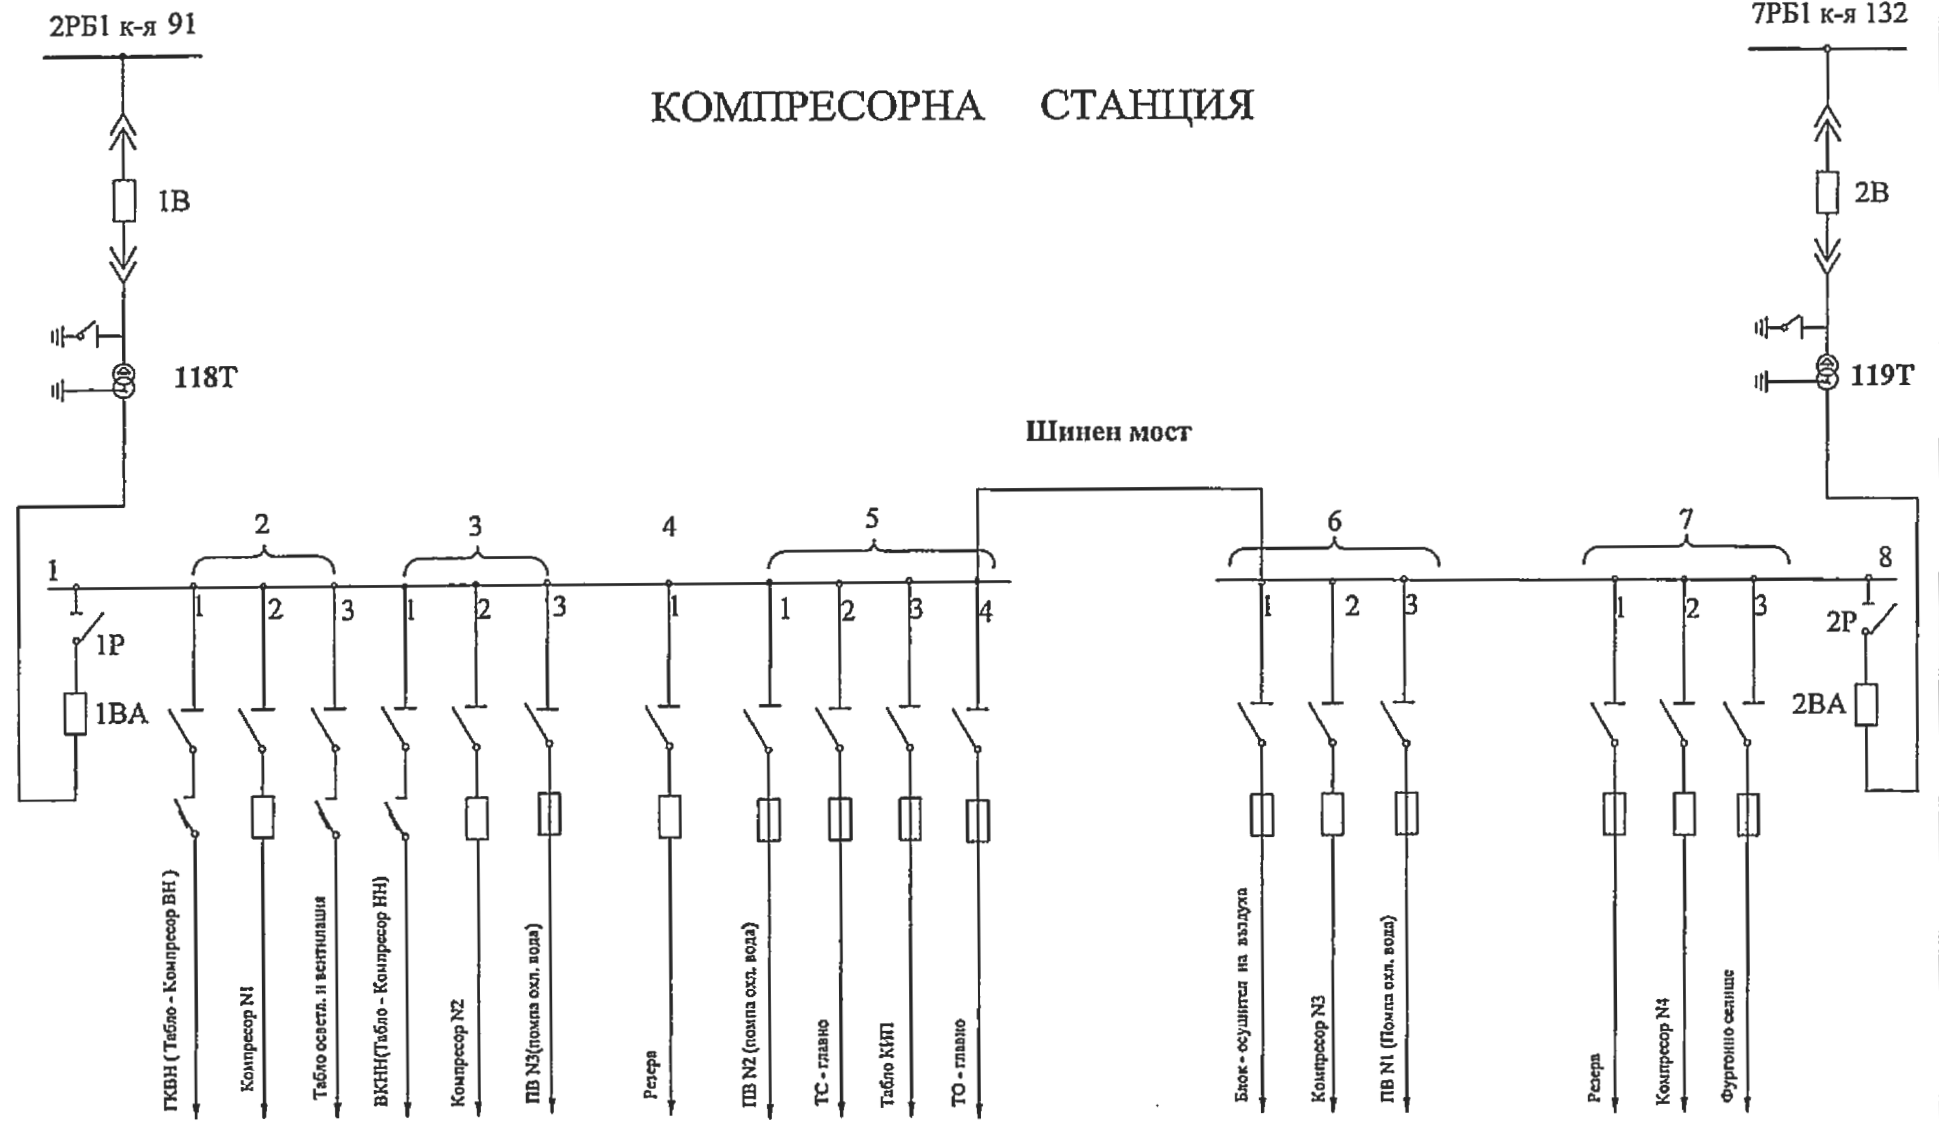 2РБ1 к-я 91
7РБ1 к-я 132
КОМПРЕСОРНА СТАНЦИЯ
1В
2В
118Т
119Т
Шинен мост
1
2
3
4
5
6
7
8
1
2
3
1
2
3
1
1
2
3
4
1
2
3
1
2
3
1Р
2Р
1ВА
2ВА
ГКВН ( Табло - Компресор ВН )
Компресор N1
Табло осветл. и вентилация
ВКНН(Табло - Компресор НН)
Компресор N2
ПВ N3(помпа охл. вода)
Резерв
ПВ N2 (помпа охл. вода)
ТС - главно
Табло КИП
ТО - главно
Блок - осушител на въздуха
Компресор N3
ПВ N1 (Помпа охл. вода)
Резерв
Компресор N4
Фургонно селище